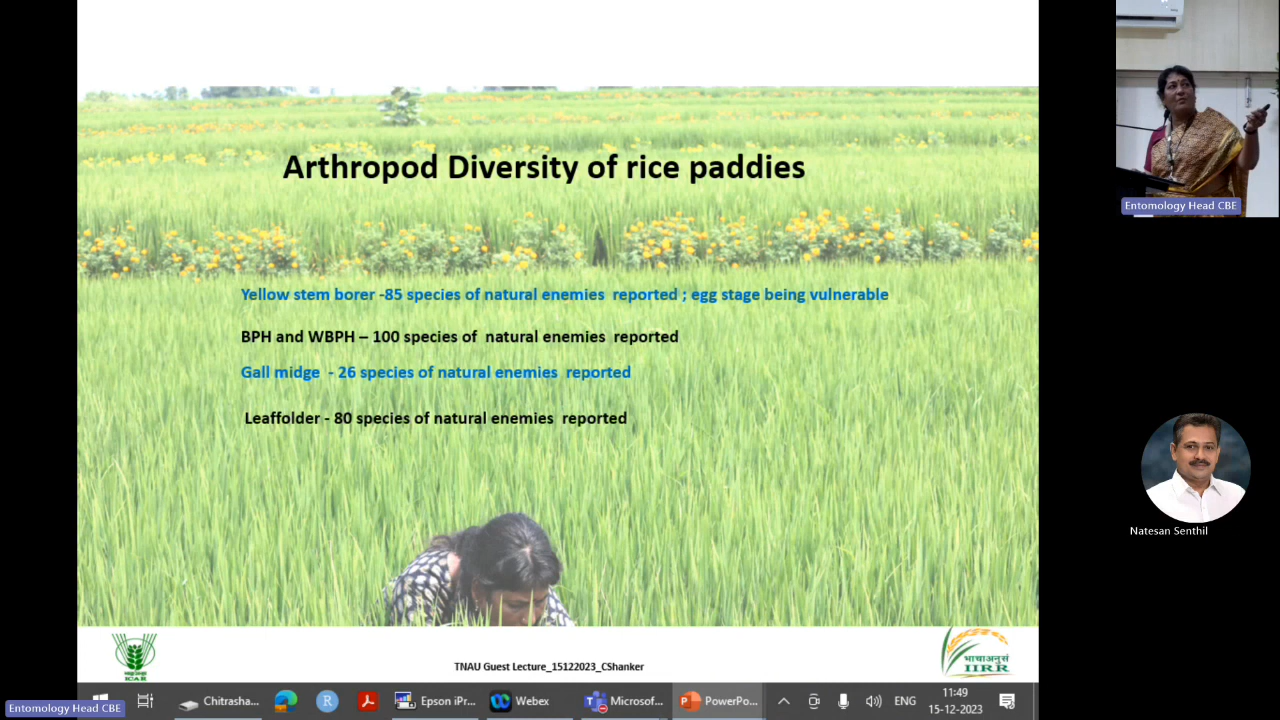 Arthropod Diversity of rice paddies
Yellow stem borer -85 species of natural enemies reported ; egg stage being vulnerable
BPH and WBPH – 100 species of natural enemies reported
Gall midge - 26 species of natural enemies reported
Leaffolder - 80 species of natural enemies reported
ICAR
भाचाअनुसं
IIRR
TNAU Guest Lecture_15122023_CShanker
Entomology Head CBE
Natesan Senthil
Entomology Head CBE
Chitrasha...
Epson iPr...
Webex
Microsof...
PowerPo...
ENG
11:49
15-12-2023